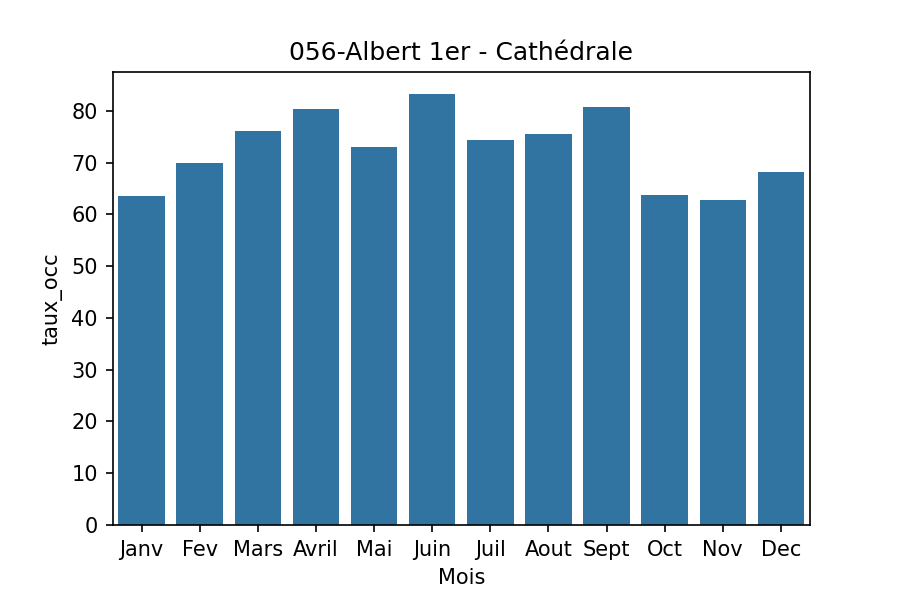 056-Albert 1er - Cathédrale
taux_occ
80
70
60
50
40
30
20
10
0
Janv Fev Mars Avril Mai Juin Juil Aout Sept Oct Nov Dec
Mois